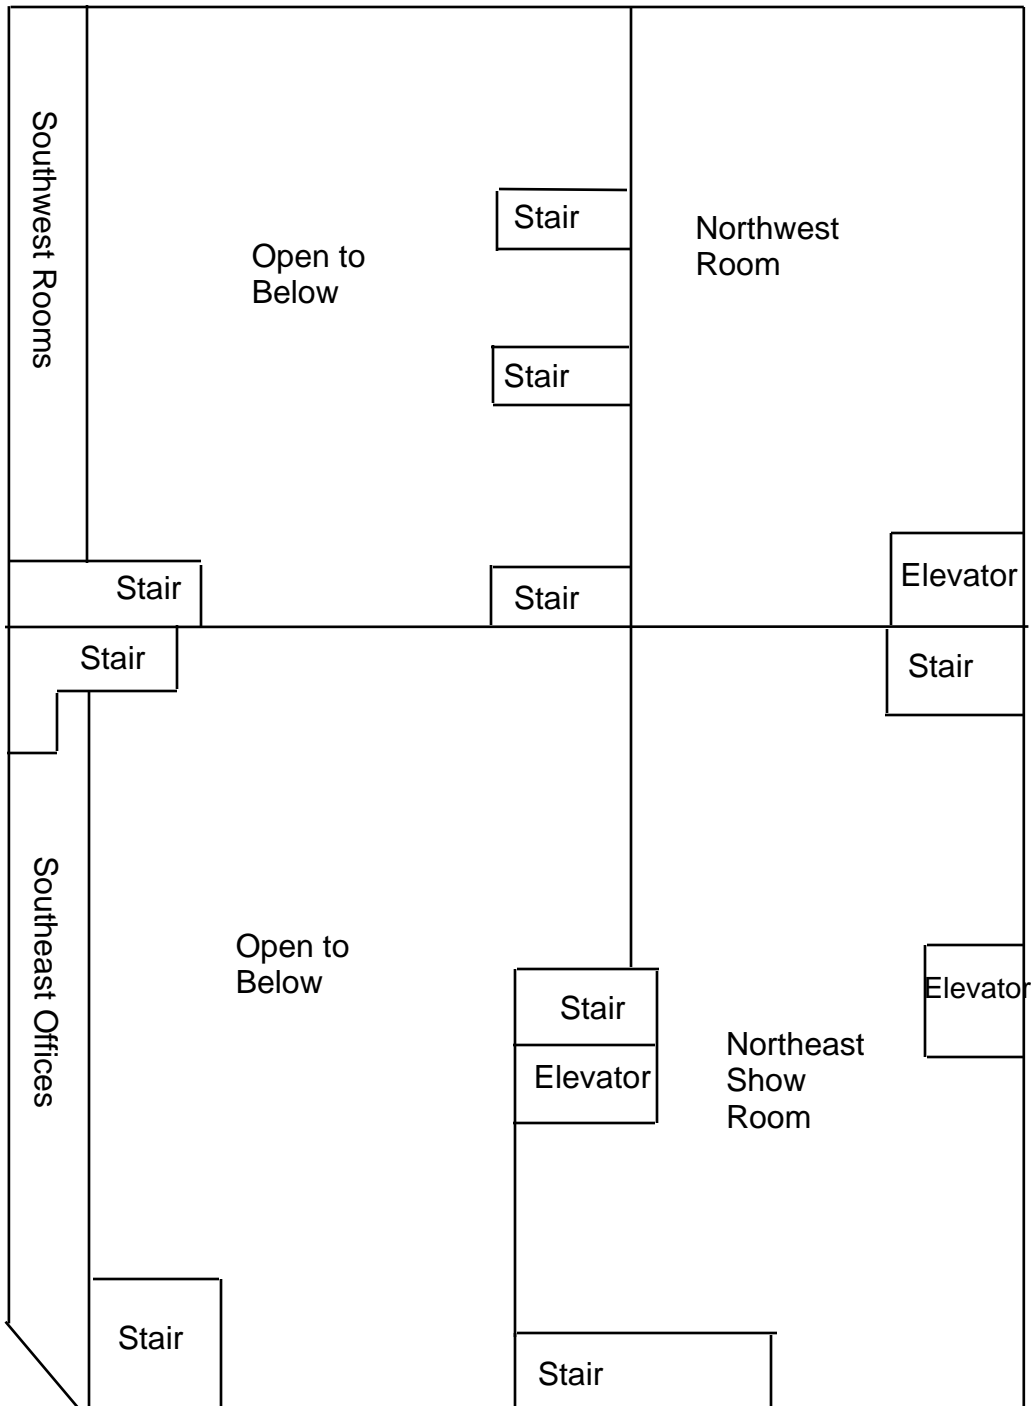 Southwest Rooms
Open to
Below
Stair
Northwest
Room
Stair
Stair
Stair
Elevator
Stair
Stair
Southeast Offices
Open to
Below
Stair
Elevator
Elevator
Northeast
Show
Room
Stair
Stair